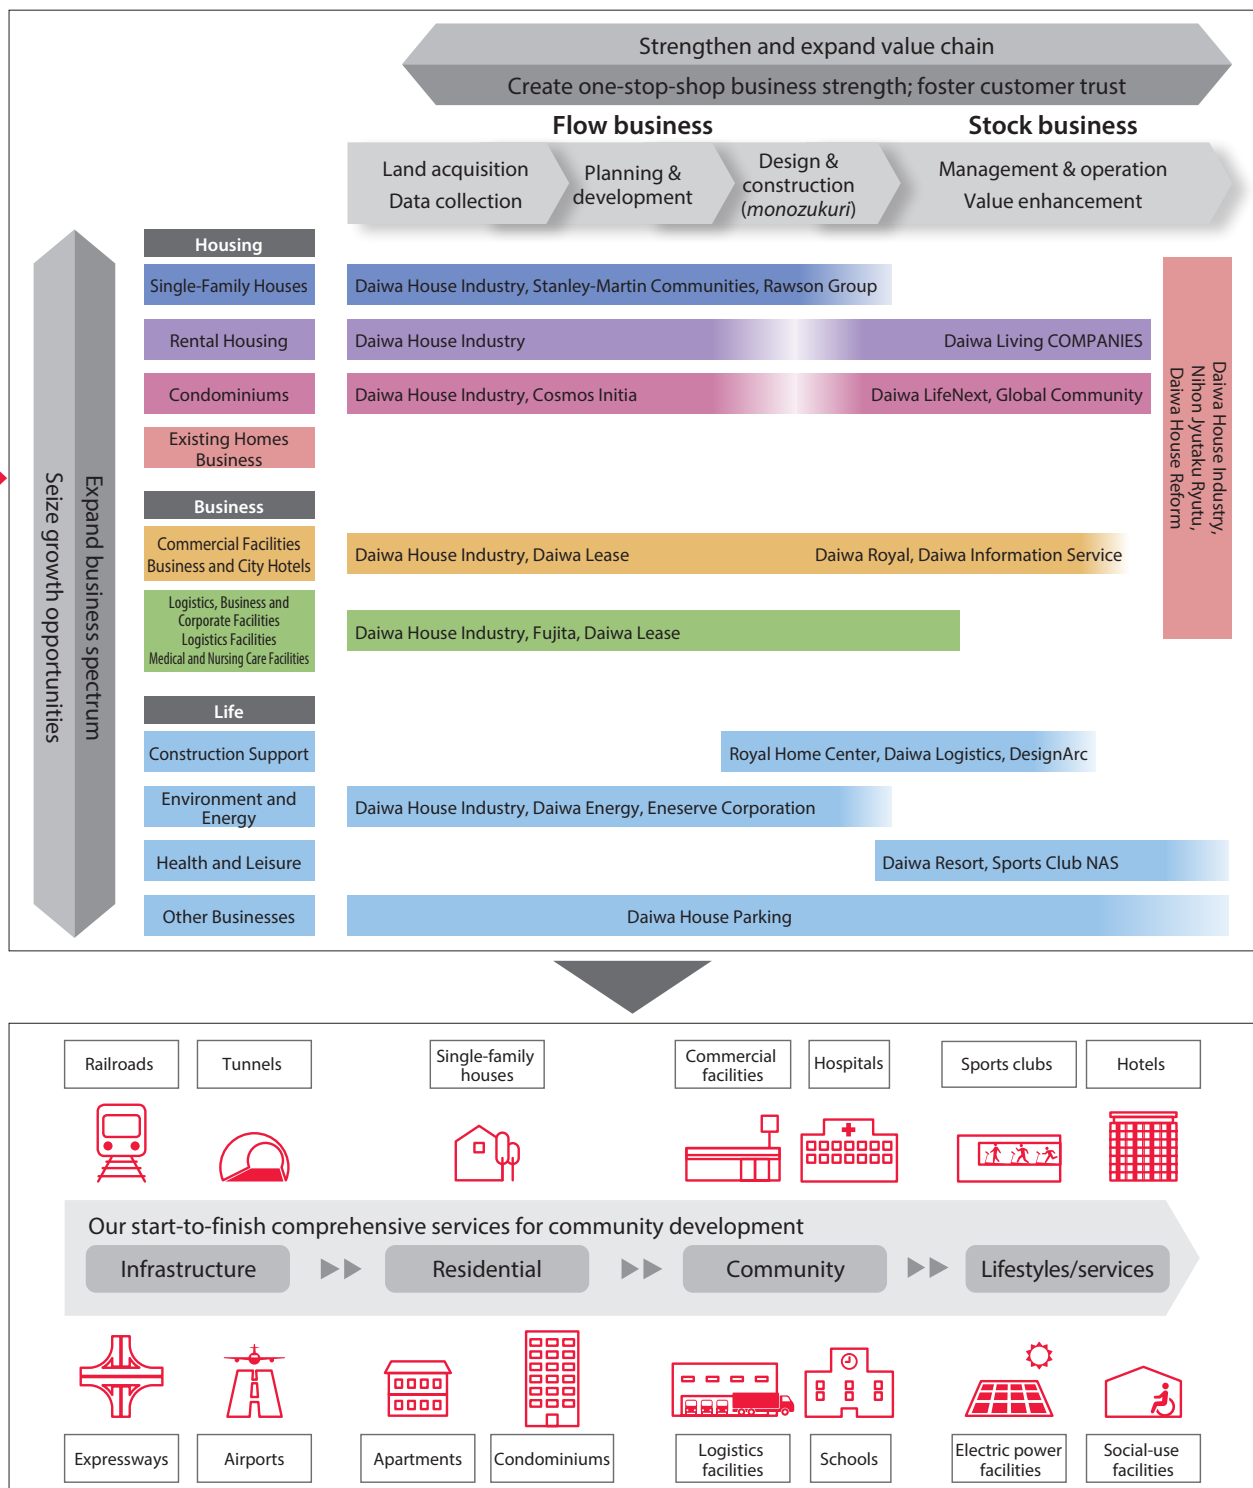 Strengthen and expand value chain
Create one-stop-shop business strength; foster customer trust
Flow business
Stock business
Land acquisition
Data collection
Planning &
development
Design &
construction
(monozukuri)
Management & operation
Value enhancement
Seize growth opportunities
Expand business spectrum
Housing
Single-Family Houses
Daiwa House Industry, Stanley-Martin Communities, Rawson Group
Rental Housing
Daiwa House Industry
Daiwa Living COMPANIES
Condominiums
Daiwa House Industry, Cosmos Initia
Daiwa LifeNext, Global Community
Existing Homes
Business
Daiwa House Industry,
Nihon Jyutaku Ryutu,
Daiwa House Reform
Business
Commercial Facilities
Business and City Hotels
Daiwa House Industry, Daiwa Lease
Daiwa Royal, Daiwa Information Service
Logistics, Business and
Corporate Facilities
Logistics Facilities
Medical and Nursing Care Facilities
Daiwa House Industry, Fujita, Daiwa Lease
Life
Construction Support
Royal Home Center, Daiwa Logistics, DesignArc
Environment and
Energy
Daiwa House Industry, Daiwa Energy, Eneserve Corporation
Health and Leisure
Daiwa Resort, Sports Club NAS
Other Businesses
Daiwa House Parking
Railroads
Tunnels
Single-family
houses
Commercial
facilities
Hospitals
Sports clubs
Hotels
Our start-to-finish comprehensive services for community development
Infrastructure
Residential
Community
Lifestyles/services
Expressways
Airports
Apartments
Condominiums
Logistics
facilities
Schools
Electric power
facilities
Social-use
facilities